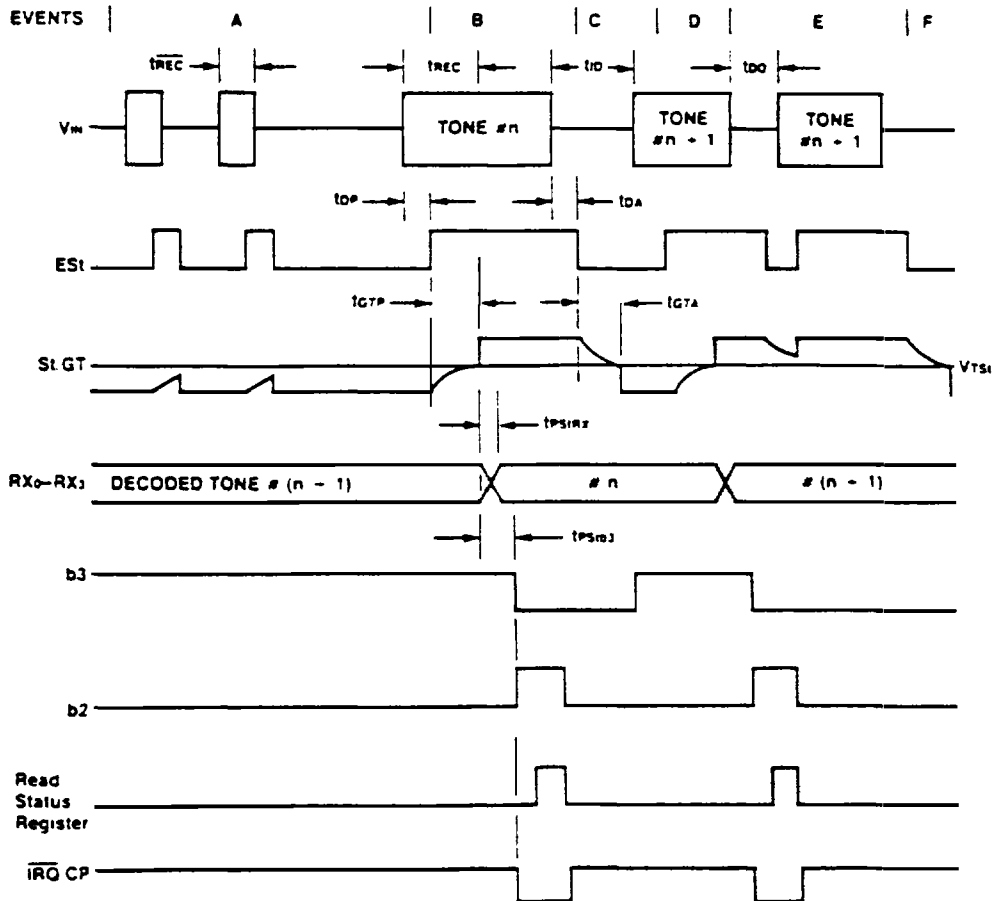 EVENTS A B C D E F
tREC tREC tID tDO
VIN TONE #n TONE #n + 1 TONE #n + 1
tDP tDA
ESt
tGTP tGTA
St.GT VTSt
tPStRX
RX0–RX3 DECODED TONE # (n - 1) # n # (n + 1)
tPStb3
b3
b2
Read
Status
Register
IRQ CP